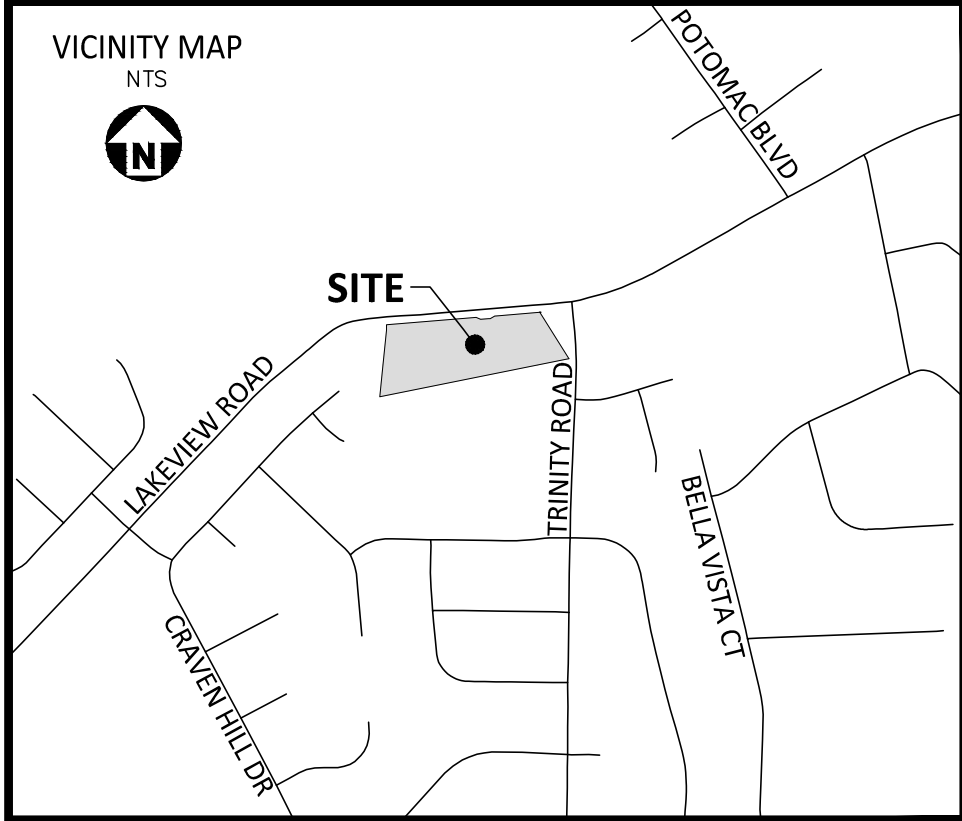 VICINITY MAP
NTS
N
POTOMAC BLVD
SITE
LAKEVIEW ROAD
TRINITY ROAD
BELLA VISTA CT
CRAVEN HILL DR